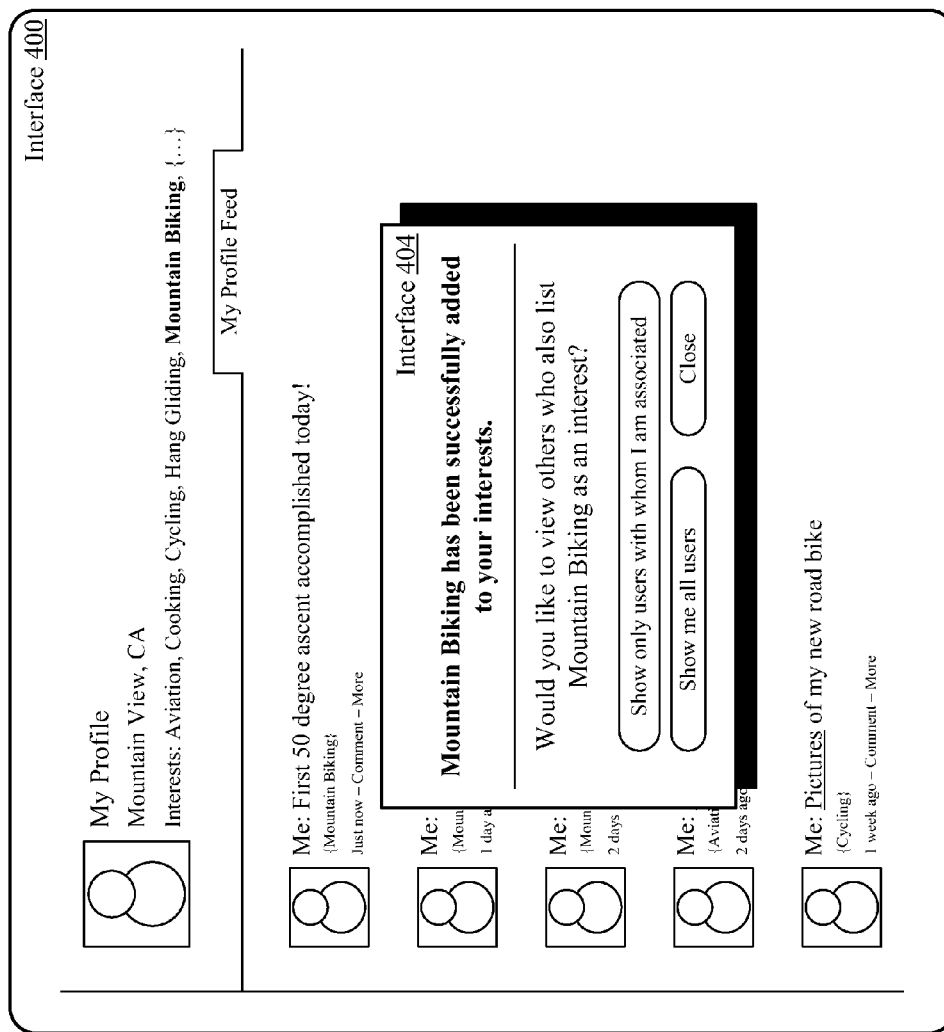 Interface 400
My Profile
Mountain View, CA
Interests: Aviation, Cooking, Cycling, Hang Gliding, Mountain Biking, {…}
My Profile Feed
Me: First 50 degree ascent accomplished today!
{Mountain Biking}
Just now – Comment – More
Me:
{Moun
1 day a
Me:
{Moun
2 days
Me:
{Aviati
2 days ago
Interface 404
Mountain Biking has been successfully added
to your interests.
Would you like to view others who also list
Mountain Biking as an interest?
Show only users with whom I am associated
Show me all users
Close
Me: Pictures of my new road bike
{Cycling}
1 week ago – Comment – More